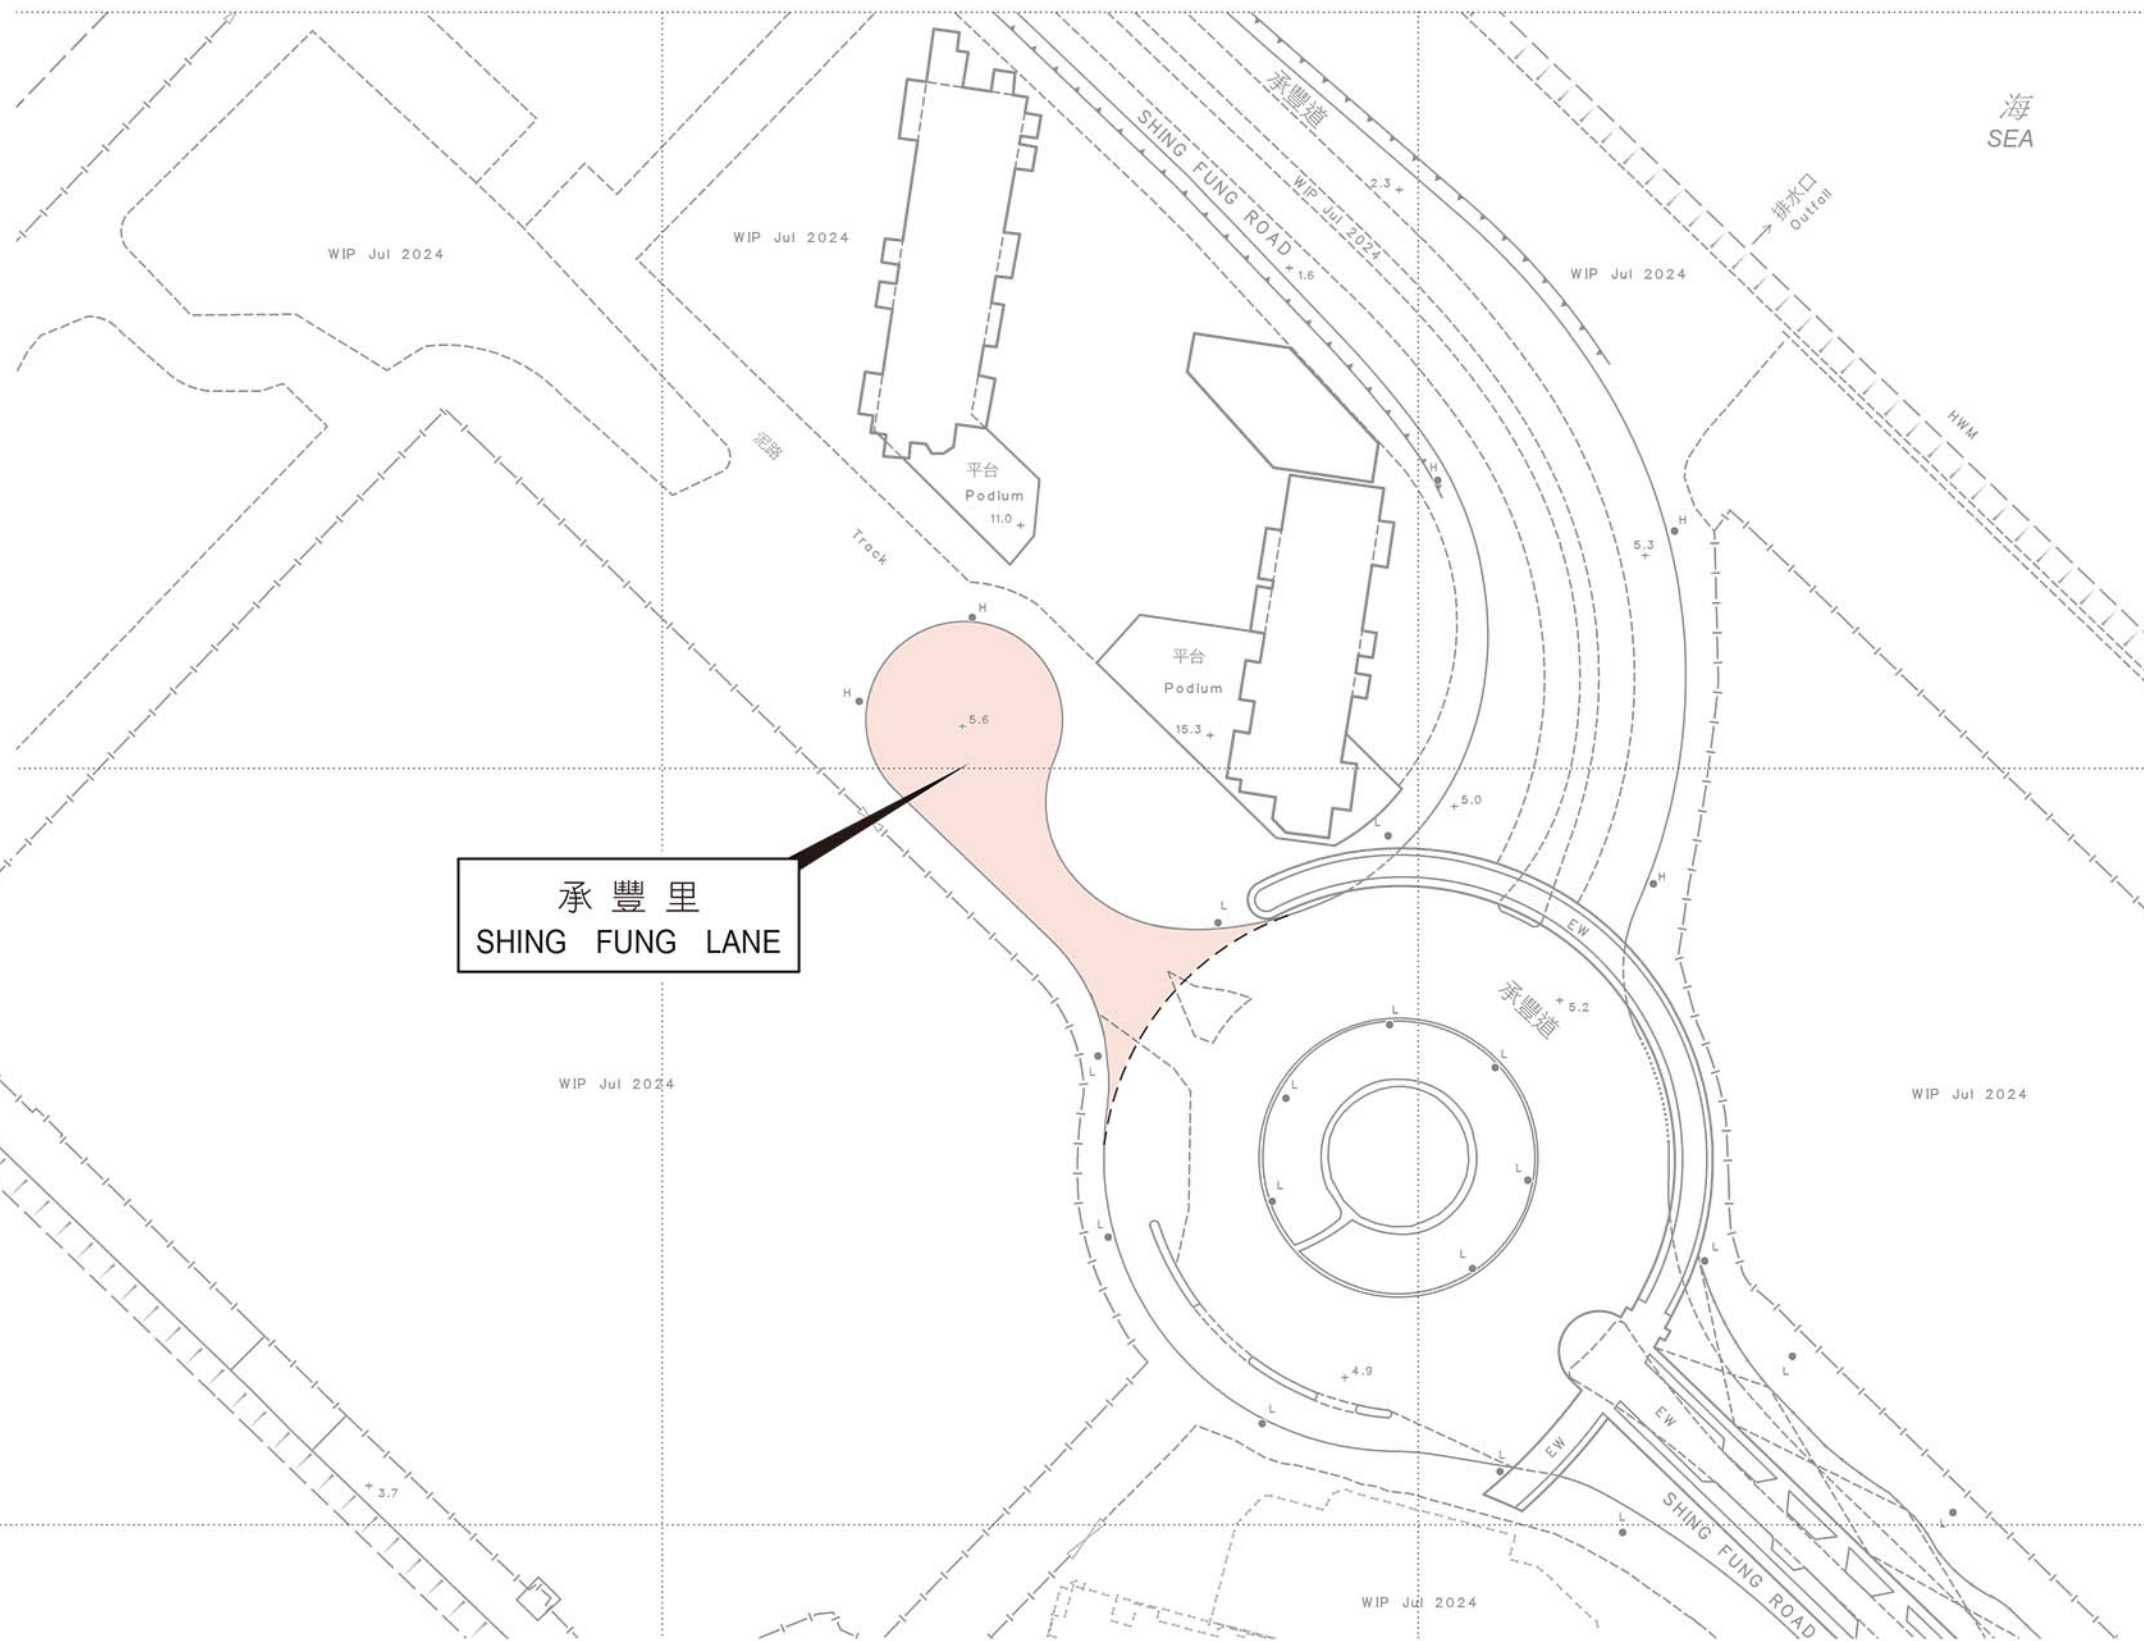 海
SEA
承豐道
SHING FUNG ROAD
2.3
WIP Jul 2024
排水口
Outfall
WIP Jul 2024
WIP Jul 2024
1.6
WIP Jul 2024
HWM
泥路
平台
Podium
11.0
H
H
5.3
Track
H
平台
Podium
15.3
H
5.6
5.0
L
承豐里
SHING FUNG LANE
H
L
EW
承豐道
5.2
L
L
L
L
WIP Jul 2024
WIP Jul 2024
L
L
L
L
L
4.9
L
L
EW
EW
L
3.7
SHING FUNG ROAD
L
L
WIP Jul 2024